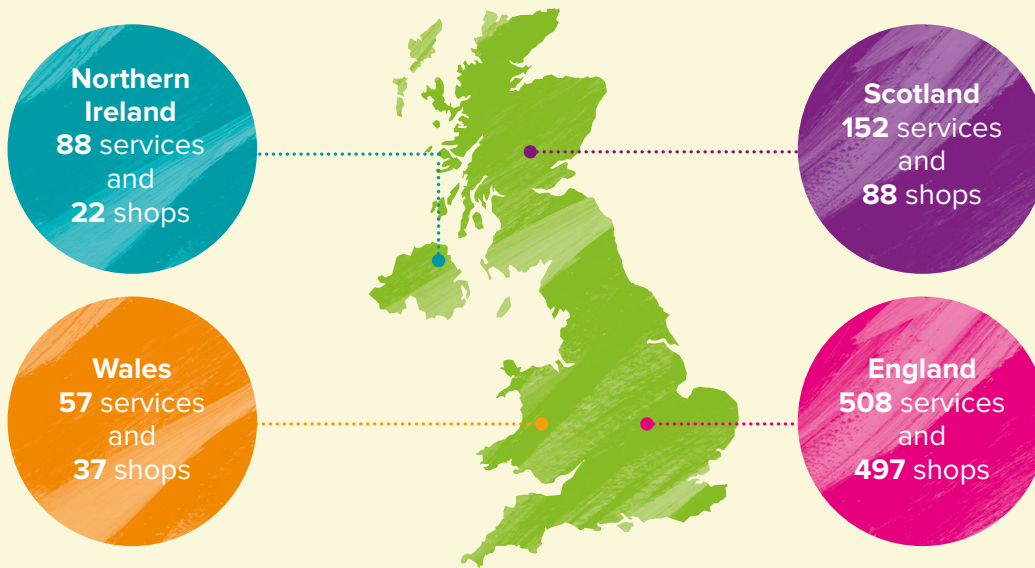 Northern
Ireland
88 services
and
22 shops
Scotland
152 services
and
88 shops
Wales
57 services
and
37 shops
England
508 services
and
497 shops